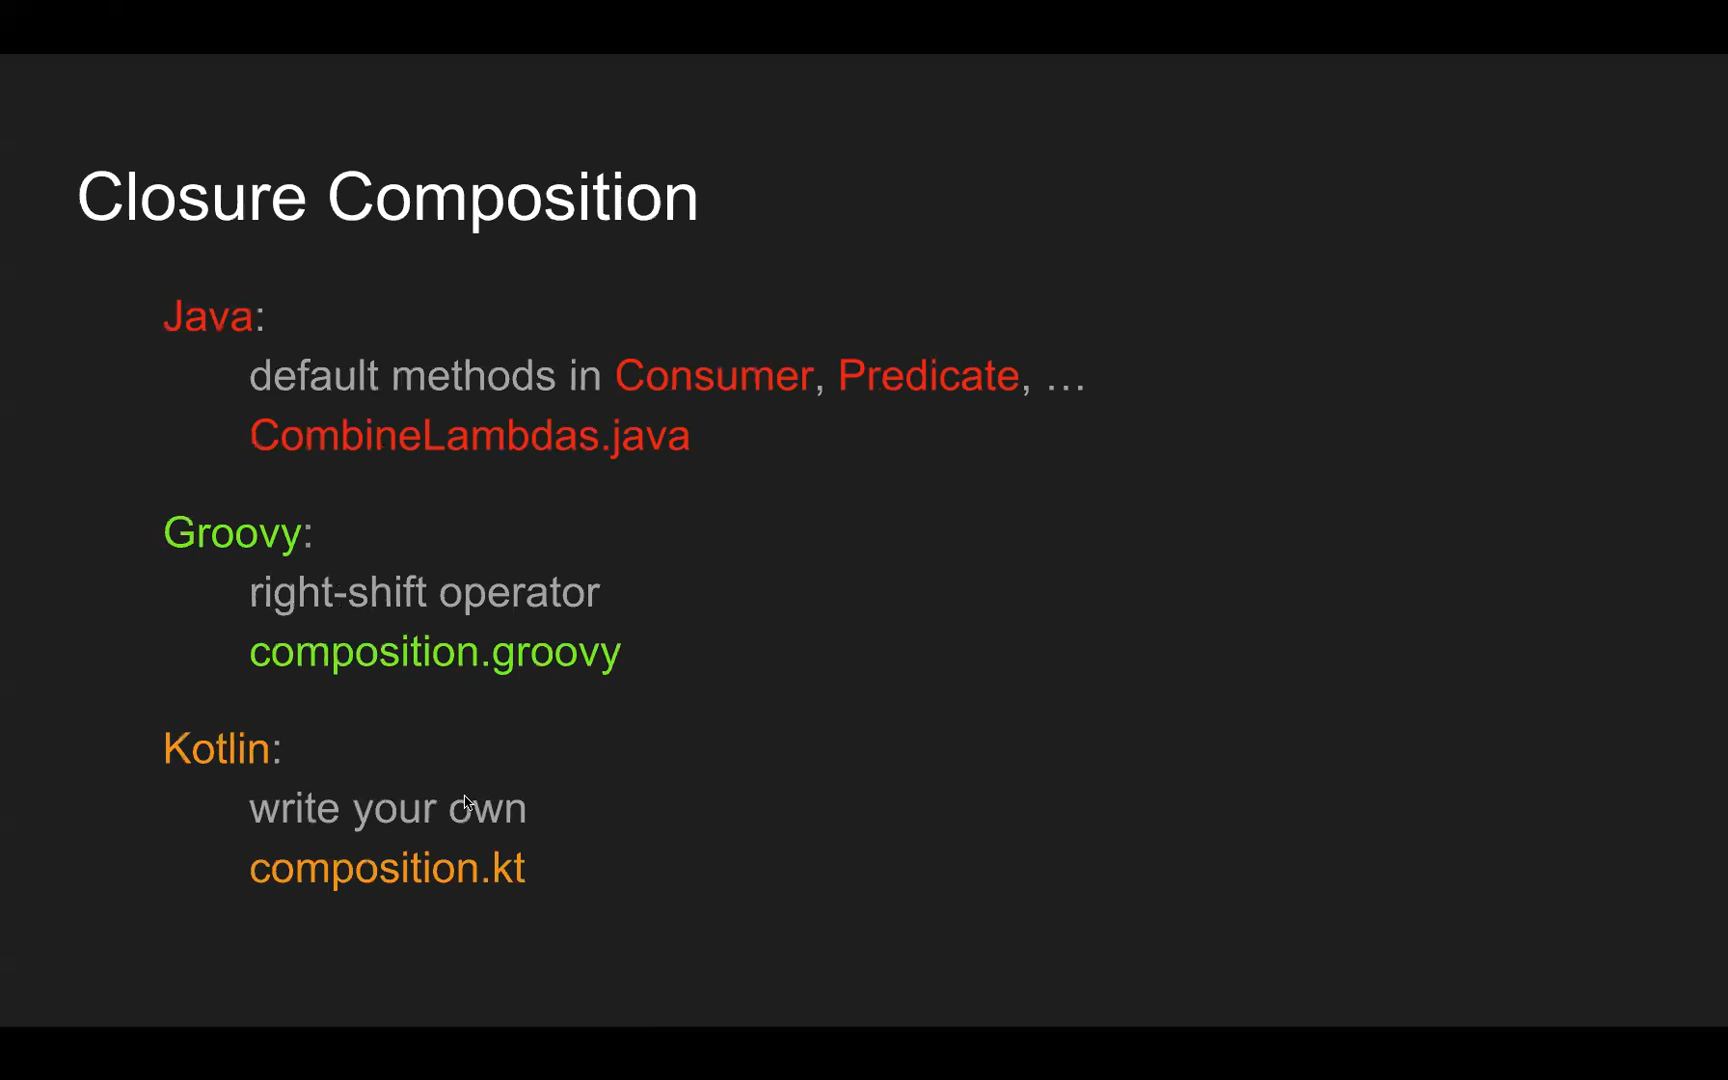 Closure Composition
Java:
default methods in Consumer, Predicate, …
CombineLambdas.java
Groovy:
right-shift operator
composition.groovy
Kotlin:
write your own
composition.kt